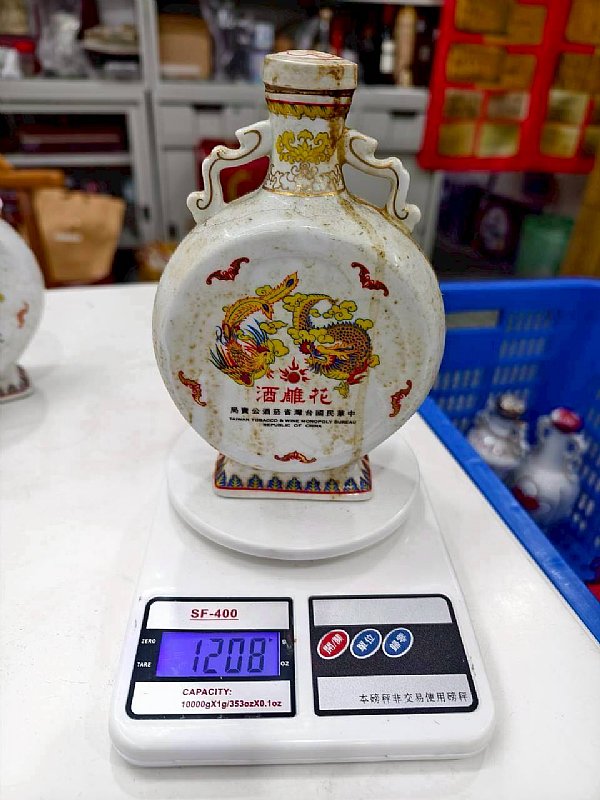 酒雕花
局賣公酒菸省灣台國民華中
TAIWAN TOBACCO & WINE MONOPOLY BUREAU
REPUBLIC OF CHINA
SF-400
ZERO
TARE
1208
g
OZ
CAPACITY:
10000gX1g/353ozX0.1oz
開/關
單位
歸零
本磅秤非交易使用磅秤